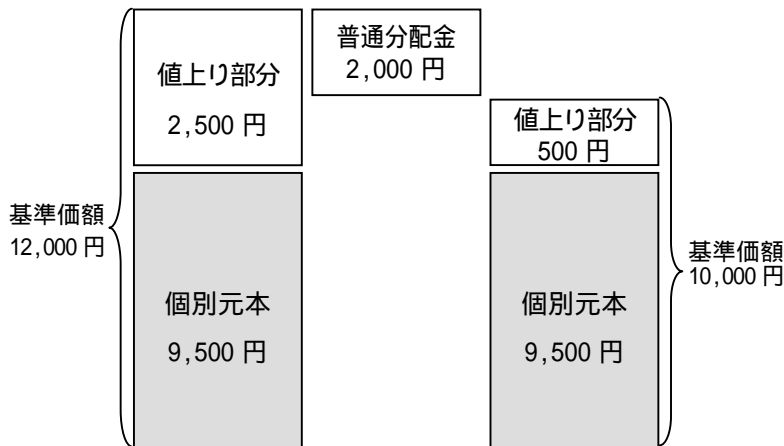 値上り部分
2,500 円
普通分配金
2,000 円
値上り部分
500 円
基準価額
12,000 円
個別元本
9,500 円
個別元本
9,500 円
基準価額
10,000 円